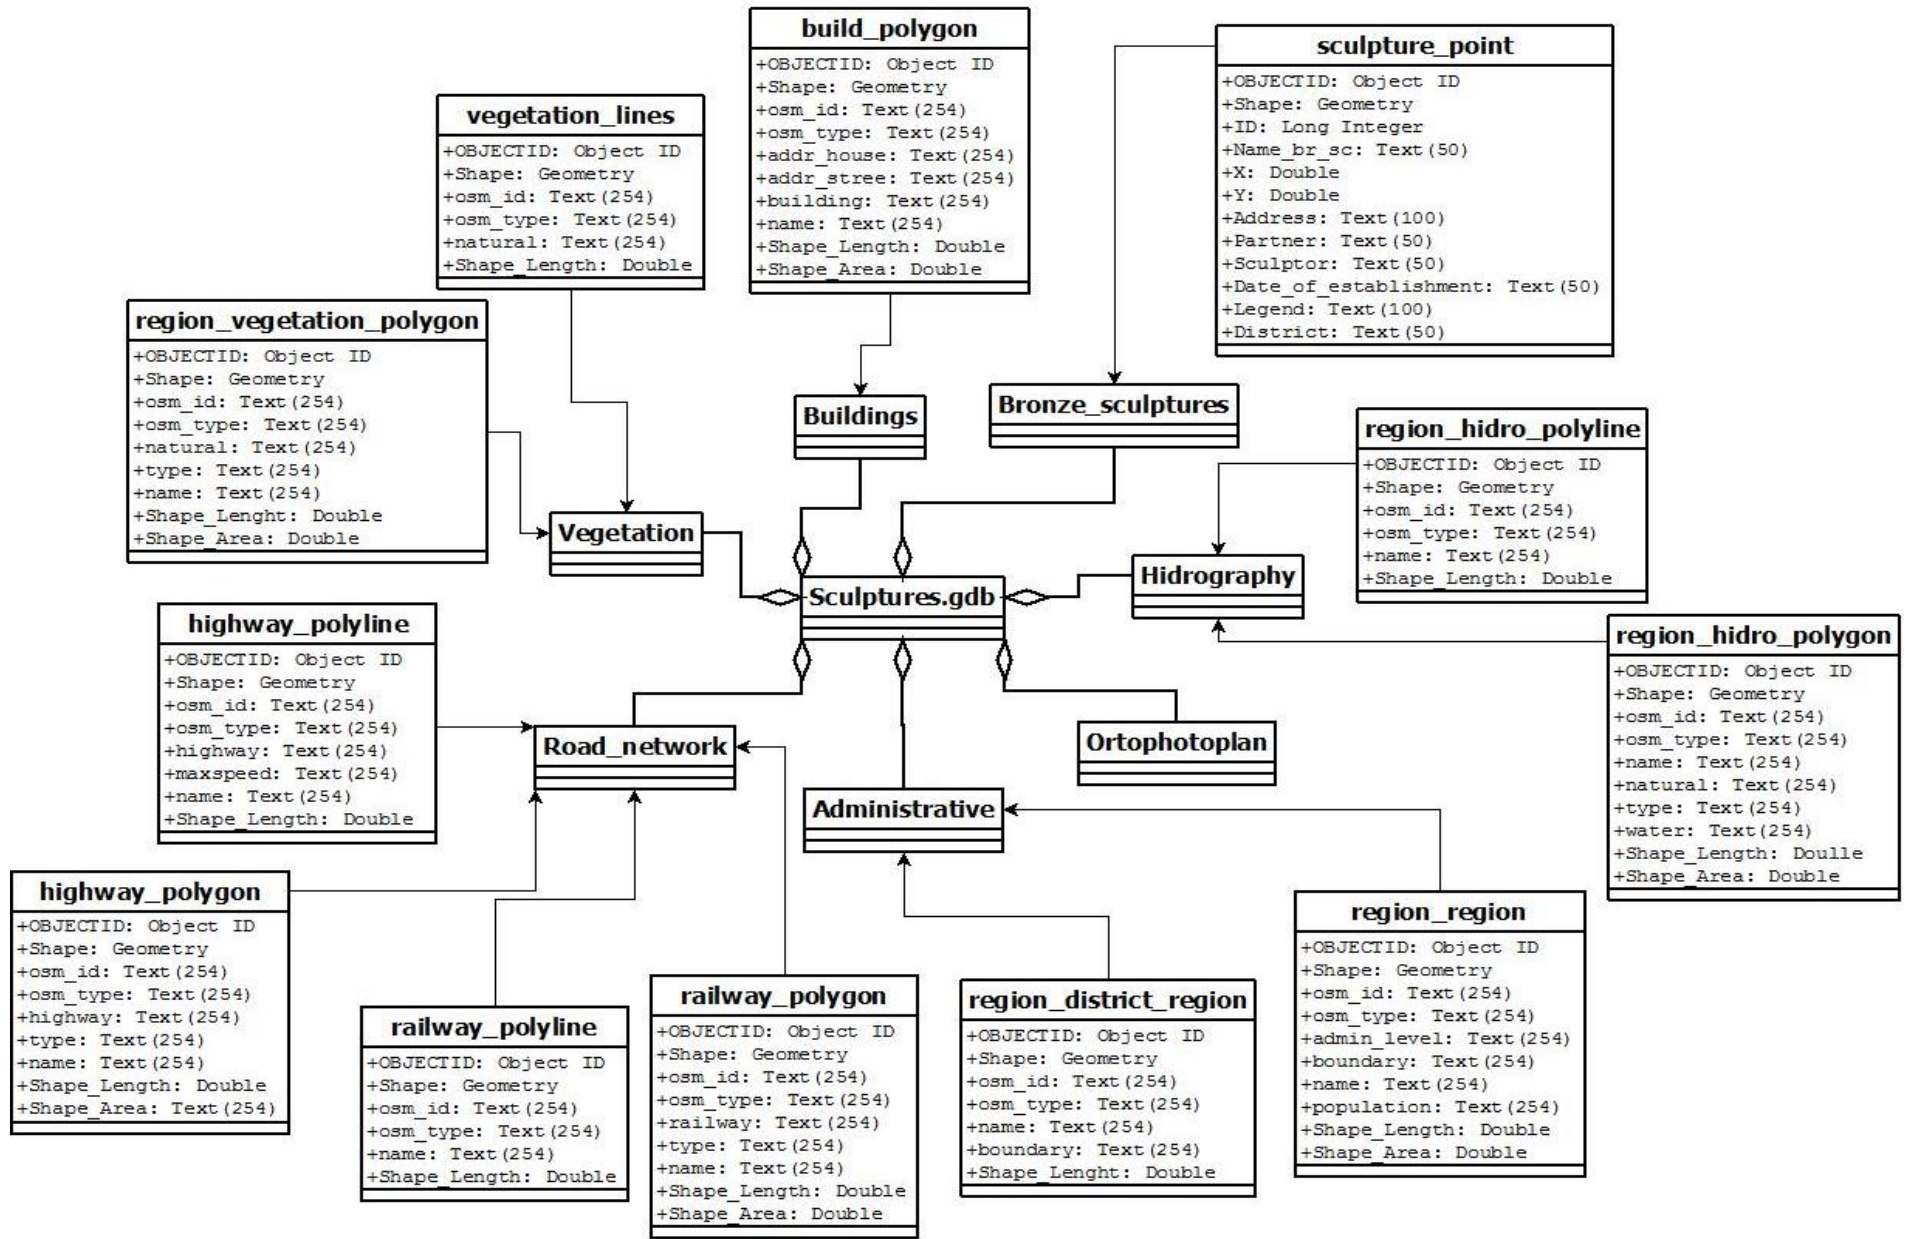 build_polygon
+OBJECTID: Object ID
+Shape: Geometry
+osm_id: Text(254)
+osm_type: Text(254)
+addr_house: Text(254)
+addr_stree: Text(254)
+building: Text(254)
+name: Text(254)
+Shape_Length: Double
+Shape_Area: Double
sculpture_point
+OBJECTID: Object ID
+Shape: Geometry
+ID: Long Integer
+Name_br_sc: Text(50)
+X: Double
+Y: Double
+Address: Text(100)
+Partner: Text(50)
+Sculptor: Text(50)
+Date_of_establishment: Text(50)
+Legend: Text(100)
+District: Text(50)
vegetation_lines
+OBJECTID: Object ID
+Shape: Geometry
+osm_id: Text(254)
+osm_type: Text(254)
+natural: Text(254)
+Shape_Length: Double
region_vegetation_polygon
+OBJECTID: Object ID
+Shape: Geometry
+osm_id: Text(254)
+osm_type: Text(254)
+natural: Text(254)
+type: Text(254)
+name: Text(254)
+Shape_Lenght: Double
+Shape_Area: Double
Buildings
Bronze_sculptures
region_hidro_polyline
+OBJECTID: Object ID
+Shape: Geometry
+osm_id: Text(254)
+osm_type: Text(254)
+name: Text(254)
+Shape_Length: Double
Vegetation
Hidrography
Sculptures.gdb
highway_polyline
+OBJECTID: Object ID
+Shape: Geometry
+osm_id: Text(254)
+osm_type: Text(254)
+highway: Text(254)
+maxspeed: Text(254)
+name: Text(254)
+Shape_Length: Double
region_hidro_polygon
+OBJECTID: Object ID
+Shape: Geometry
+osm_id: Text(254)
+osm_type: Text(254)
+name: Text(254)
+natural: Text(254)
+type: Text(254)
+water: Text(254)
+Shape_Length: Doulle
+Shape_Area: Double
Road_network
Ortophotoplan
Administrative
highway_polygon
+OBJECTID: Object ID
+Shape: Geometry
+osm_id: Text(254)
+osm_type: Text(254)
+highway: Text(254)
+type: Text(254)
+name: Text(254)
+Shape_Length: Double
+Shape_Area: Text(254)
railway_polyline
+OBJECTID: Object ID
+Shape: Geometry
+osm_id: Text(254)
+osm_type: Text(254)
+name: Text(254)
+Shape_Length: Double
railway_polygon
+OBJECTID: Object ID
+Shape: Geometry
+osm_id: Text(254)
+osm_type: Text(254)
+railway: Text(254)
+type: Text(254)
+name: Text(254)
+Shape_Length: Double
+Shape_Area: Double
region_district_region
+OBJECTID: Object ID
+Shape: Geometry
+osm_id: Text(254)
+osm_type: Text(254)
+name: Text(254)
+boundary: Text(254)
+Shape_Lenght: Double
region_region
+OBJECTID: Object ID
+Shape: Geometry
+osm_id: Text(254)
+osm_type: Text(254)
+admin_level: Text(254)
+boundary: Text(254)
+name: Text(254)
+population: Text(254)
+Shape_Length: Double
+Shape_Area: Double